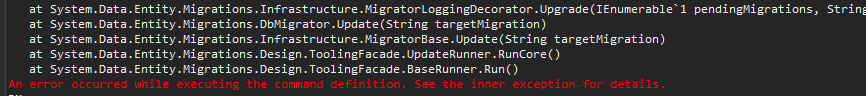 at System.Data.Entity.Migrations.Infrastructure.MigratorLoggingDecorator.Upgrade(IEnumerable`1 pendingMigrations, String
at System.Data.Entity.Migrations.DbMigrator.Update(String targetMigration)
at System.Data.Entity.Migrations.Infrastructure.MigratorBase.Update(String targetMigration)
at System.Data.Entity.Migrations.Design.ToolingFacade.UpdateRunner.RunCore()
at System.Data.Entity.Migrations.Design.ToolingFacade.BaseRunner.Run()
An error occurred while executing the command definition. See the inner exception for details.